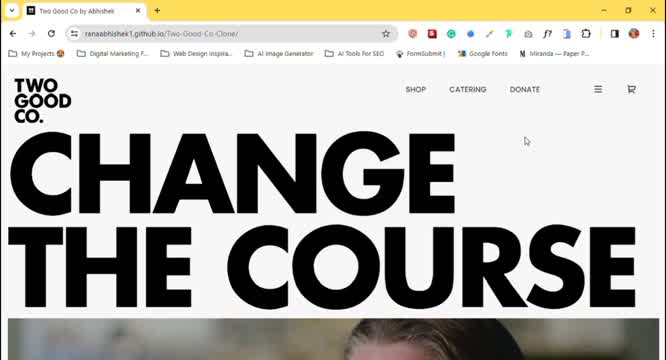 Two Good Co by Abhishek
ranaabhishek1.github.io/Two-Good-Co-Clone/
My Projects
Digital Marketing F...
Web Design Inspira...
AI Image Generator
AI Tools For SEO
FormSubmit |
Google Fonts
Miranda — Paper P...
TWO
GOOD
CO.
SHOP
CATERING
DONATE
CHANGE
THE COURSE